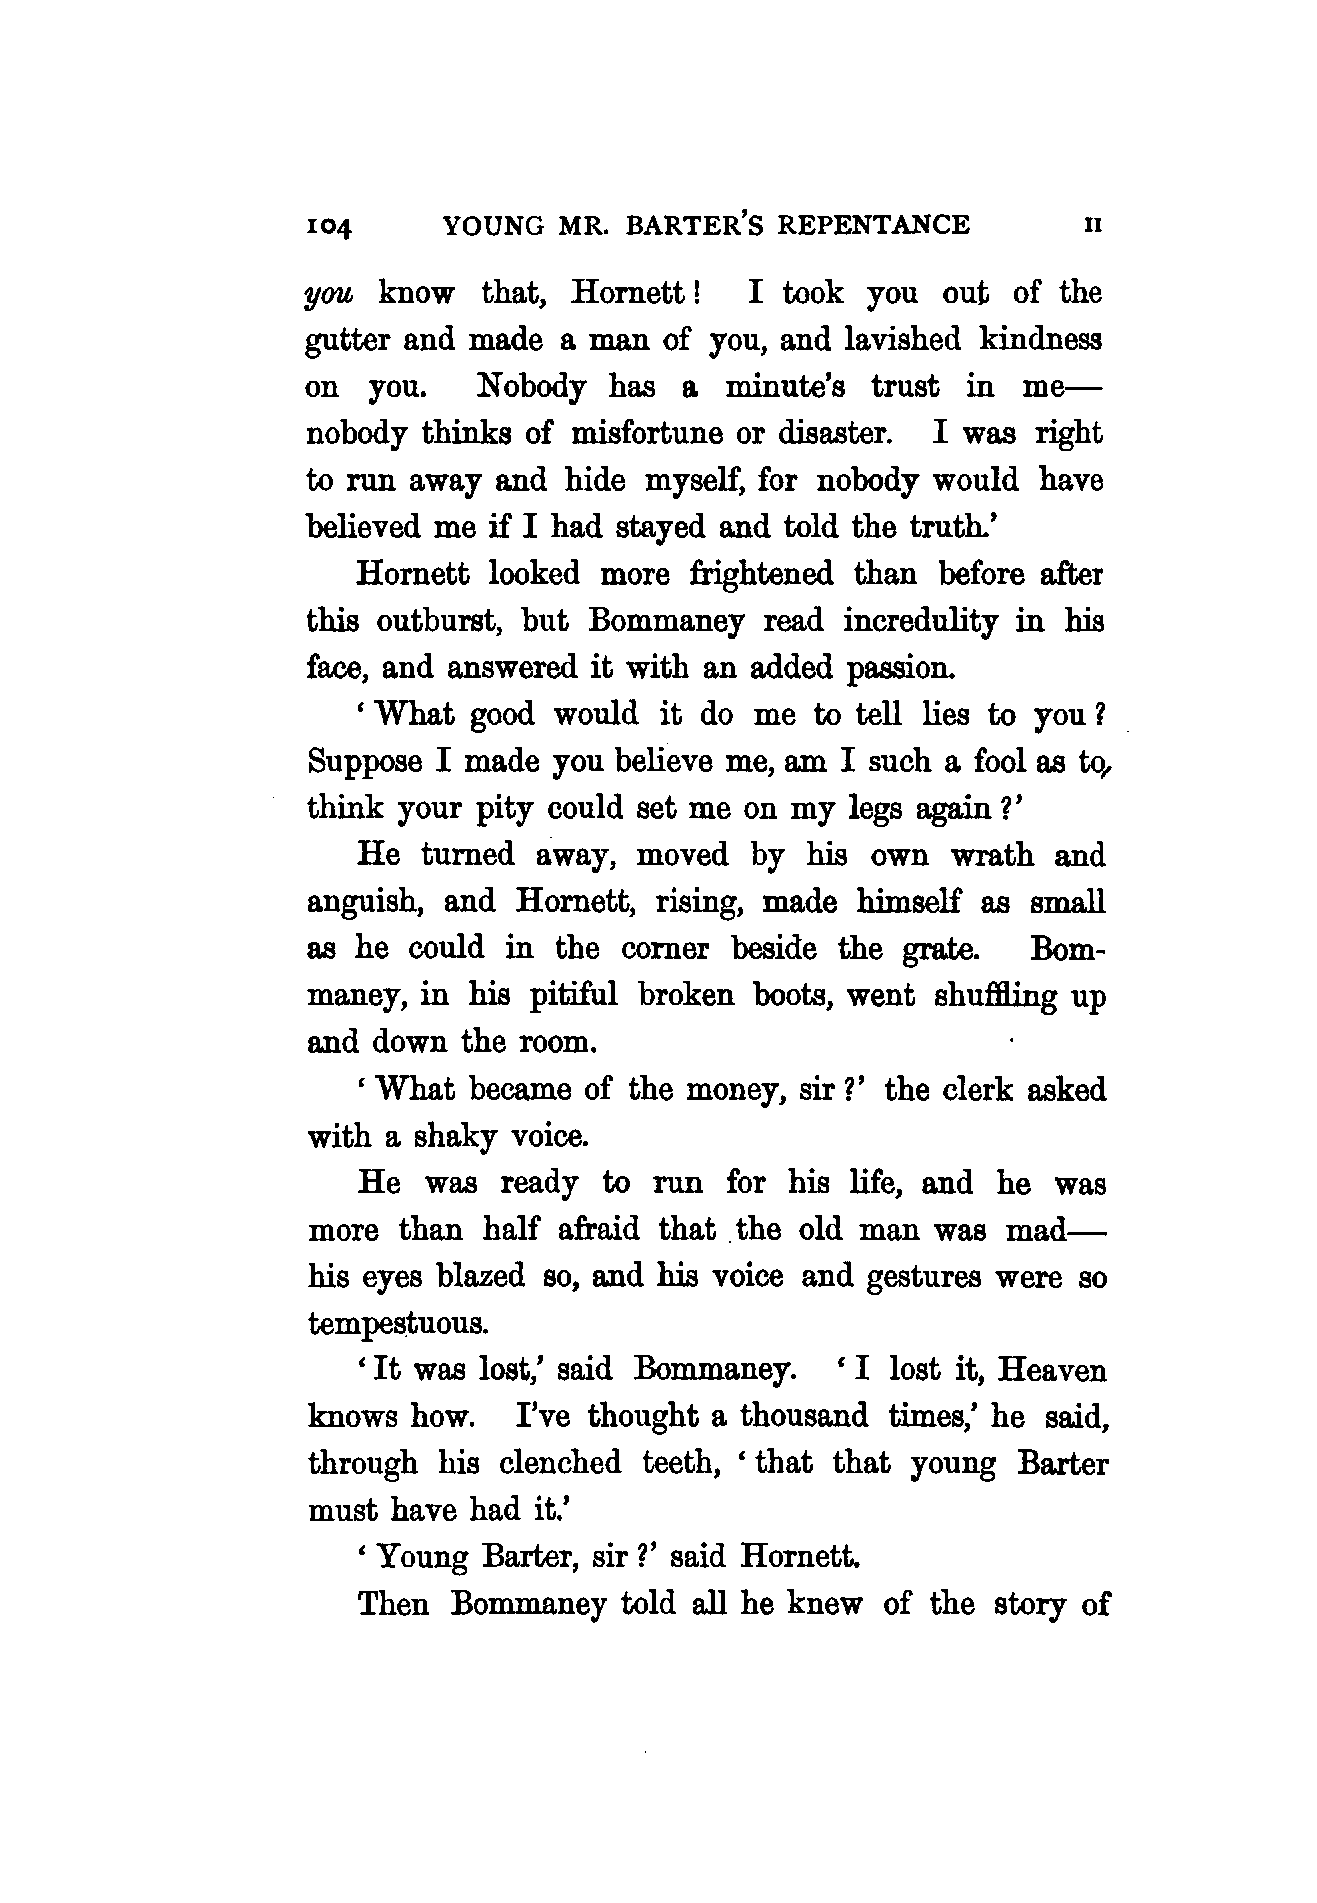 104 YOUNG MR. BARTER'S REPENTANCE II
you know that, Hornett! I took you out of the
gutter and made a man of you, and lavished kindness
on you. Nobody has a minute's trust in me—
nobody thinks of misfortune or disaster. I was right
to run away and hide myself, for nobody would have
believed me if I had stayed and told the truth.'
Hornett looked more frightened than before after
this outburst, but Bommaney read incredulity in his
face, and answered it with an added passion.
'What good would it do me to tell lies to you?
Suppose I made you believe me, am I such a fool as to
think your pity could set me on my legs again?'
He turned away, moved by his own wrath and
anguish, and Hornett, rising, made himself as small
as he could in the corner beside the grate. Bom-
maney, in his pitiful broken boots, went shuffling up
and down the room.
'What became of the money, sir?' the clerk asked
with a shaky voice.
He was ready to run for his life, and he was
more than half afraid that the old man was mad—
his eyes blazed so, and his voice and gestures were so
tempestuous.
'It was lost,' said Bommaney. 'I lost it, Heaven
knows how. I've thought a thousand times,' he said,
through his clenched teeth, 'that that young Barter
must have had it.'
'Young Barter, sir?' said Hornett.
Then Bommaney told all he knew of the story of